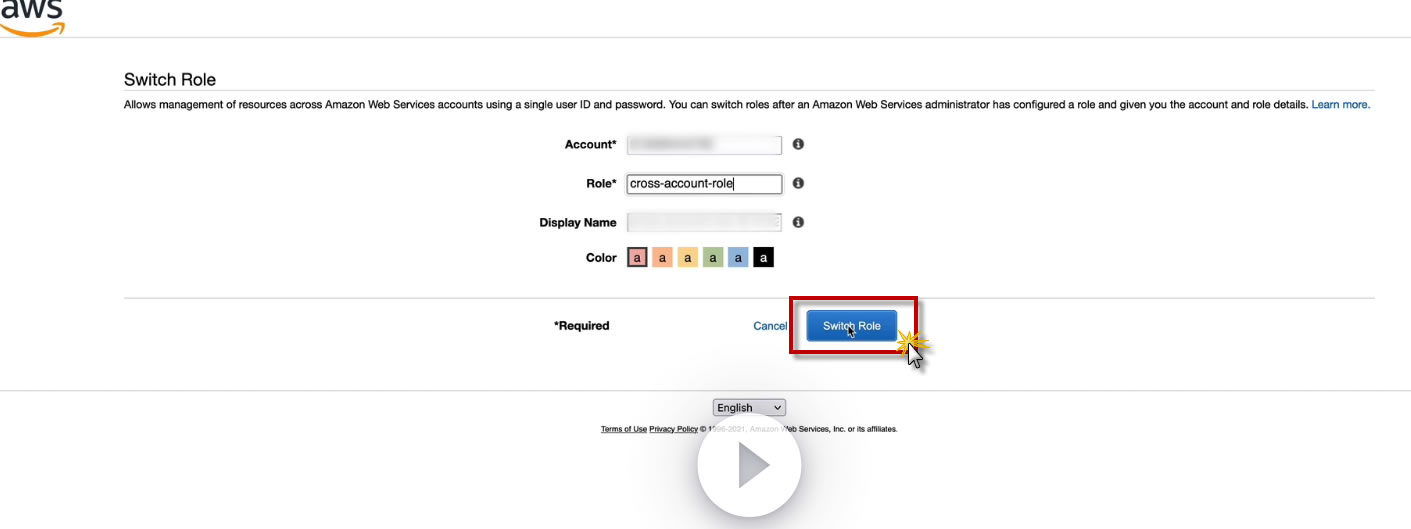 aws
Switch Role
Allows management of resources across Amazon Web Services accounts using a single user ID and password. You can switch roles after an Amazon Web Services administrator has configured a role and given you the account and role details. Learn more.
Account*
Role* cross-account-role
Display Name
Color a a a a a a
*Required Cancel Switch Role
English
Terms of Use Privacy Policy © 1996-2021, Amazon Web Services, Inc. or its affiliates.